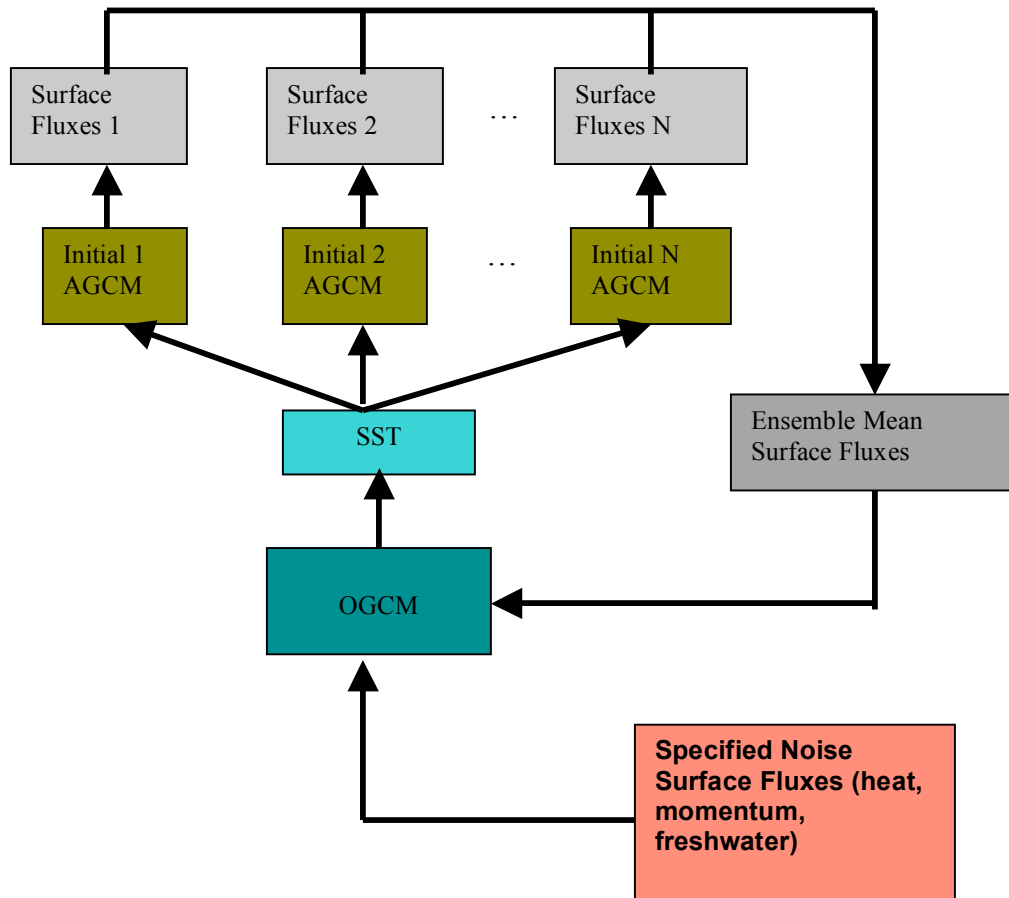 Surface
Fluxes 1
Surface
Fluxes 2
...
Surface
Fluxes N
Initial 1
AGCM
Initial 2
AGCM
...
Initial N
AGCM
SST
Ensemble Mean
Surface Fluxes
OGCM
Specified Noise
Surface Fluxes (heat,
momentum,
freshwater)